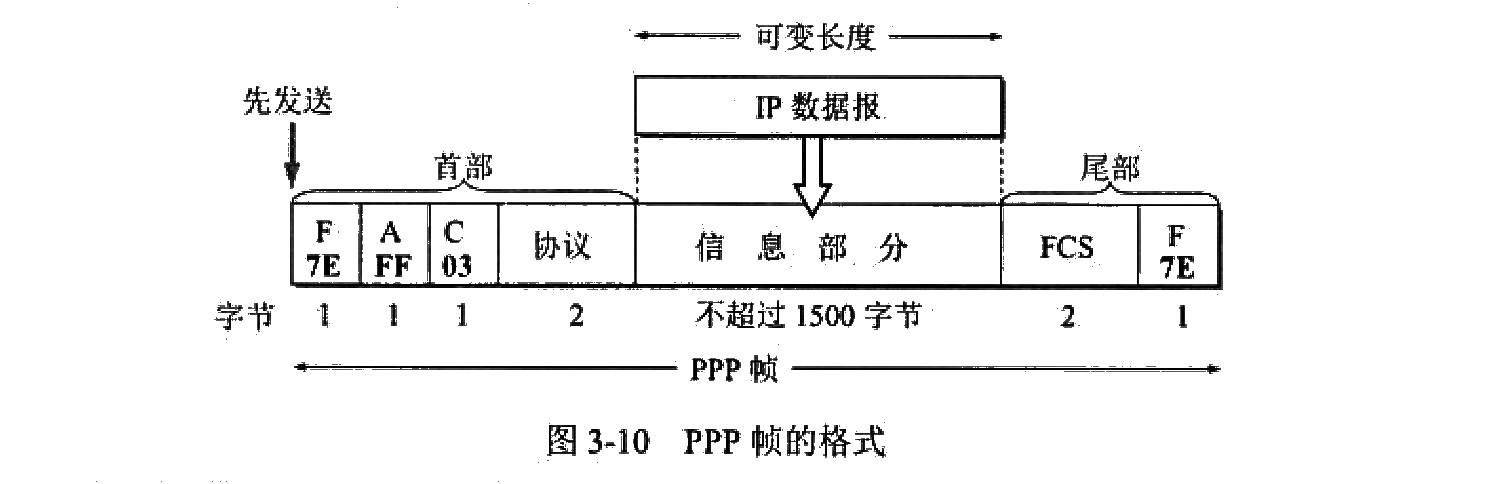 可变长度
IP 数据报
先发送
首部
尾部
F A C 协议 信息部分 FCS F
7E FF 03 7E
字节 1 1 1 2 不超过 1500 字节 2 1
PPP 帧
图 3-10 PPP 帧的格式